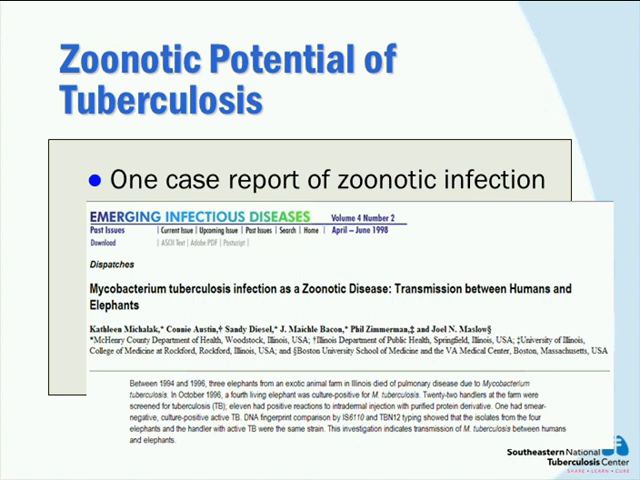 Zoonotic Potential of
Tuberculosis
● One case report of zoonotic infection
EMERGING INFECTIOUS DISEASES Volume 4 Number 2
Past Issues | Current Issue | Upcoming Issue | Past Issues | Search | Home | April – June 1998
Download | ASCII Text | Adobe PDF | Postscript |
Dispatches
Mycobacterium tuberculosis infection as a Zoonotic Disease: Transmission between Humans and
Elephants
Kathleen Michalak,* Connie Austin,† Sandy Diesel,* J. Maichle Bacon,* Phil Zimmerman,‡ and Joel N. Maslow§
*McHenry County Department of Health, Woodstock, Illinois, USA; †Illinois Department of Public Health, Springfield, Illinois, USA; ‡University of Illinois,
College of Medicine at Rockford, Rockford, Illinois, USA; and §Boston University School of Medicine and the VA Medical Center, Boston, Massachusetts, USA
Between 1994 and 1996, three elephants from an exotic animal farm in Illinois died of pulmonary disease due to Mycobacterium
tuberculosis. In October 1996, a fourth living elephant was culture-positive for M. tuberculosis. Twenty-two handlers at the farm were
screened for tuberculosis (TB); eleven had positive reactions to intradermal injection with purified protein derivative. One had smear-
negative, culture-positive active TB. DNA fingerprint comparison by IS6110 and TBN12 typing showed that the isolates from the four
elephants and the handler with active TB were the same strain. This investigation indicates transmission of M. tuberculosis between humans
and elephants.
Southeastern National
Tuberculosis Center
SHARE • LEARN • CURE